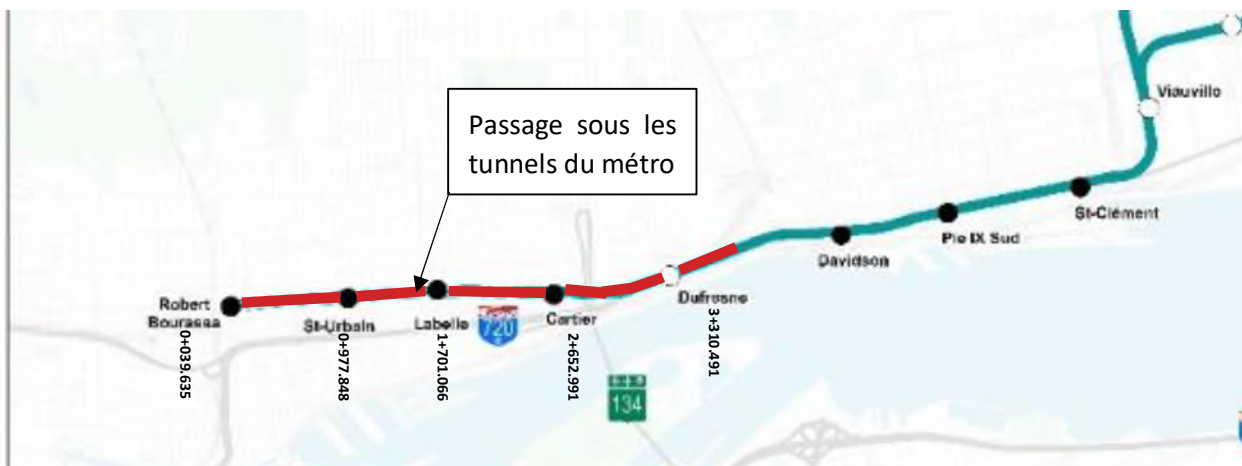 Viauville
Passage sous les
tunnels du métro
St-Clément
Pie IX Sud
Davidson
Dufresne
Robert
Bourassa
St-Urbain
Labelle
720
Cartier
134
0+039.635
0+977.848
1+701.066
2+652.991
3+310.491